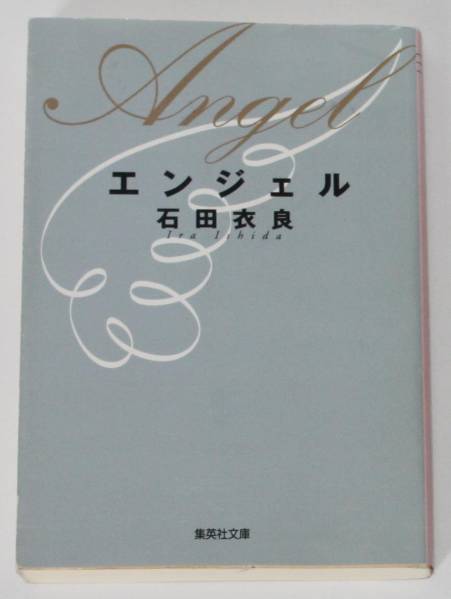 Angel
エンジェル
石田衣良
Ira Ishida
集英社文庫